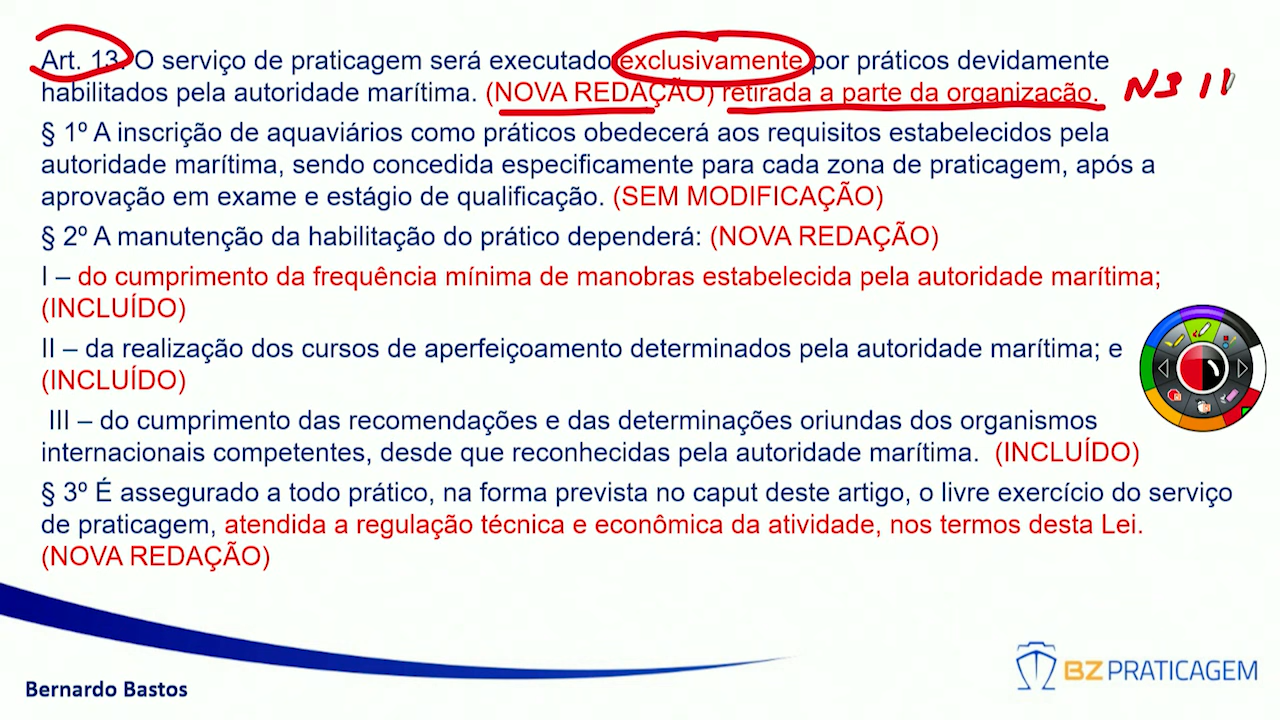 Art. 13. O serviço de praticagem será executado exclusivamente por práticos devidamente
habilitados pela autoridade marítima. (NOVA REDAÇÃO) retirada a parte da organização.
§ 1º A inscrição de aquaviários como práticos obedecerá aos requisitos estabelecidos pela
autoridade marítima, sendo concedida especificamente para cada zona de praticagem, após a
aprovação em exame e estágio de qualificação. (SEM MODIFICAÇÃO)
§ 2º A manutenção da habilitação do prático dependerá: (NOVA REDAÇÃO)
I – do cumprimento da frequência mínima de manobras estabelecida pela autoridade marítima;
(INCLUÍDO)
II – da realização dos cursos de aperfeiçoamento determinados pela autoridade marítima; e
(INCLUÍDO)
III – do cumprimento das recomendações e das determinações oriundas dos organismos
internacionais competentes, desde que reconhecidas pela autoridade marítima. (INCLUÍDO)
§ 3º É assegurado a todo prático, na forma prevista no caput deste artigo, o livre exercício do serviço
de praticagem, atendida a regulação técnica e econômica da atividade, nos termos desta Lei.
(NOVA REDAÇÃO)
Bernardo Bastos
BZPRATICAGEM